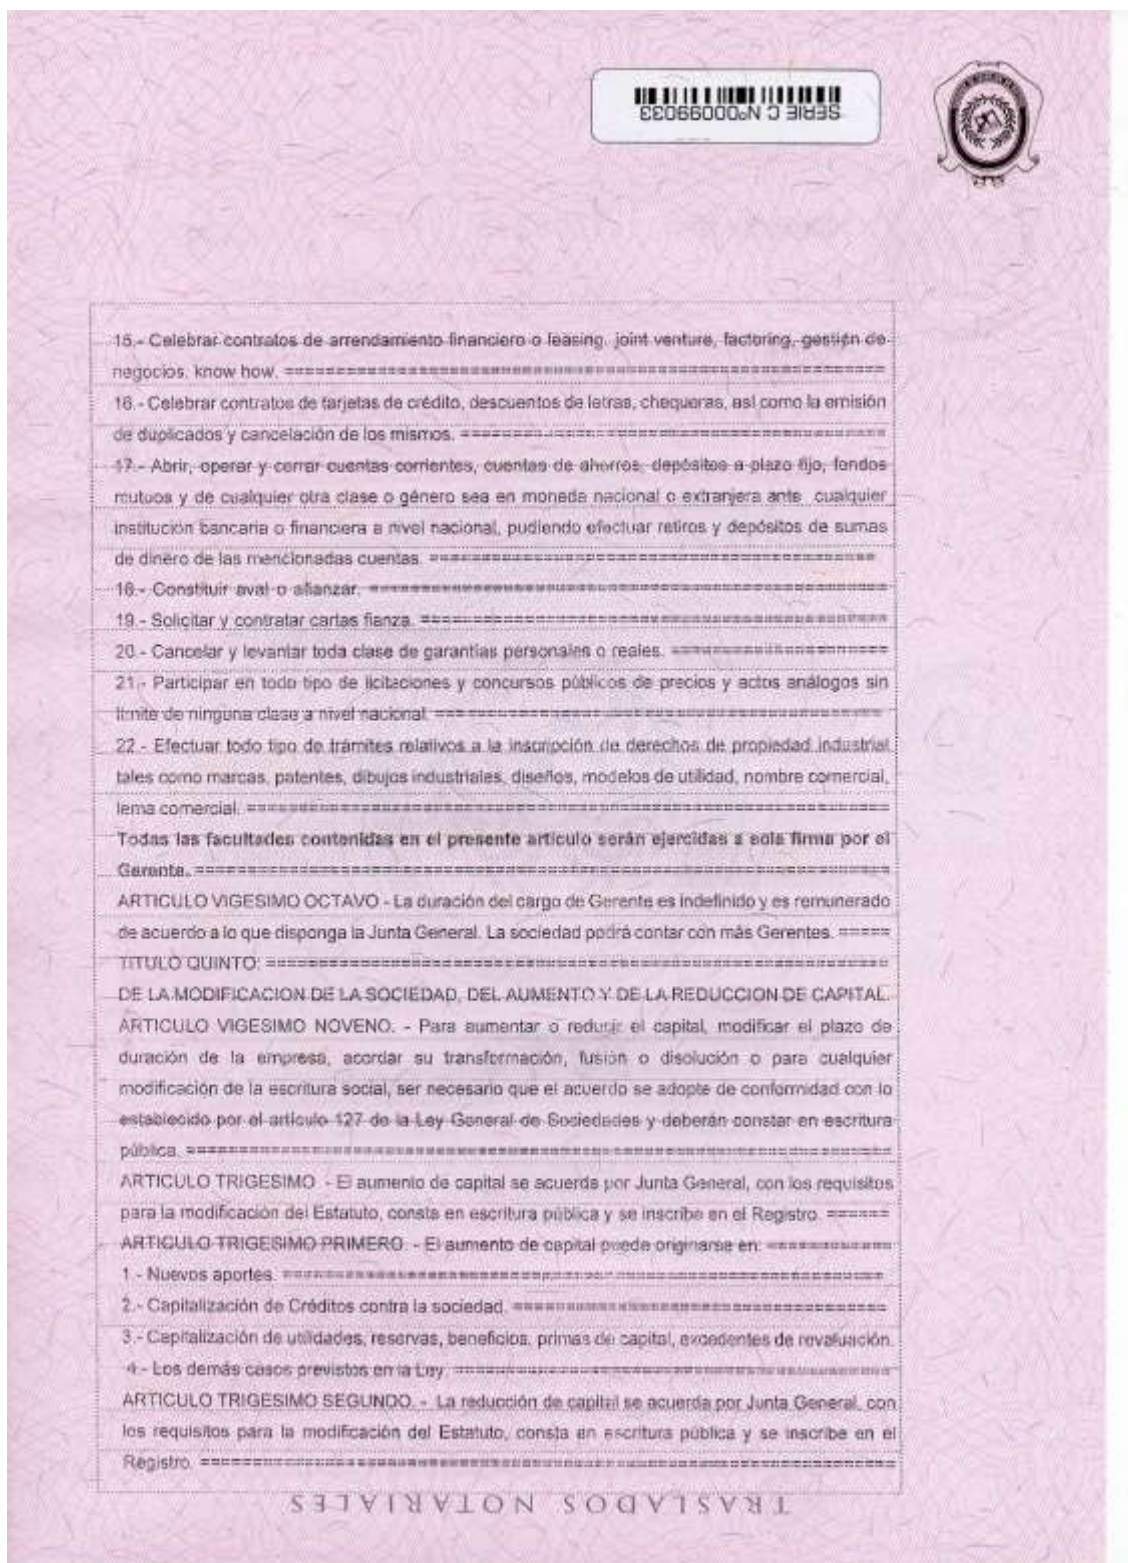 SERIE C Nº00099033
15.- Celebrar contratos de arrendamiento financiero o leasing, joint venture, factoring, gestión de
negocios, know how. ==========================================================
16.- Celebrar contratos de tarjetas de crédito, descuentos de letras, chequeras, así como la emisión
de duplicados y cancelación de los mismos. =========================================
17.- Abrir, operar y cerrar cuentas corrientes, cuentas de ahorros, depósitos a plazo fijo, fondos
mutuos y de cualquier otra clase o género sea en moneda nacional o extranjera ante cualquier
institución bancaria o financiera a nivel nacional, pudiendo efectuar retiros y depósitos de sumas
de dinero de las mencionadas cuentas. ===========================================
18.- Constituir aval o afianzar. ==================================================
19.- Solicitar y contratar cartas fianza. =============================================
20.- Cancelar y levantar toda clase de garantías personales o reales. =====================
21.- Participar en todo tipo de licitaciones y concursos públicos de precios y actos análogos sin
límite de ninguna clase a nivel nacional. ===========================================
22.- Efectuar todo tipo de trámites relativos a la inscripción de derechos de propiedad industrial
tales como marcas, patentes, dibujos industriales, diseños, modelos de utilidad, nombre comercial,
lema comercial. ==============================================================
Todas las facultades contenidas en el presente artículo serán ejercidas a sola firma por el
Gerente. ===================================================================
ARTICULO VIGESIMO OCTAVO - La duración del cargo de Gerente es indefinido y es remunerado
de acuerdo a lo que disponga la Junta General. La sociedad podrá contar con más Gerentes. =====
TITULO QUINTO: ============================================================
DE LA MODIFICACION DE LA SOCIEDAD, DEL AUMENTO Y DE LA REDUCCION DE CAPITAL.
ARTICULO VIGESIMO NOVENO. - Para aumentar o reducir el capital, modificar el plazo de
duración de la empresa, acordar su transformación, fusión o disolución o para cualquier
modificación de la escritura social, ser necesario que el acuerdo se adopte de conformidad con lo
establecido por el artículo 127 de la Ley General de Sociedades y deberán constar en escritura
pública. ====================================================================
ARTICULO TRIGESIMO - El aumento de capital se acuerda por Junta General, con los requisitos
para la modificación del Estatuto, consta en escritura pública y se inscribe en el Registro. ======
ARTICULO TRIGESIMO PRIMERO. - El aumento de capital puede originarse en: ============
1.- Nuevos aportes. ==========================================================
2.- Capitalización de Créditos contra la sociedad. ====================================
3.- Capitalización de utilidades, reservas, beneficios, primas de capital, excedentes de revaluación.
4.- Los demás casos previstos en la Ley. ==========================================
ARTICULO TRIGESIMO SEGUNDO. - La reducción de capital se acuerda por Junta General, con
los requisitos para la modificación del Estatuto, consta en escritura pública y se inscribe en el
Registro. ===================================================================
TRASLADOS NOTARIALES